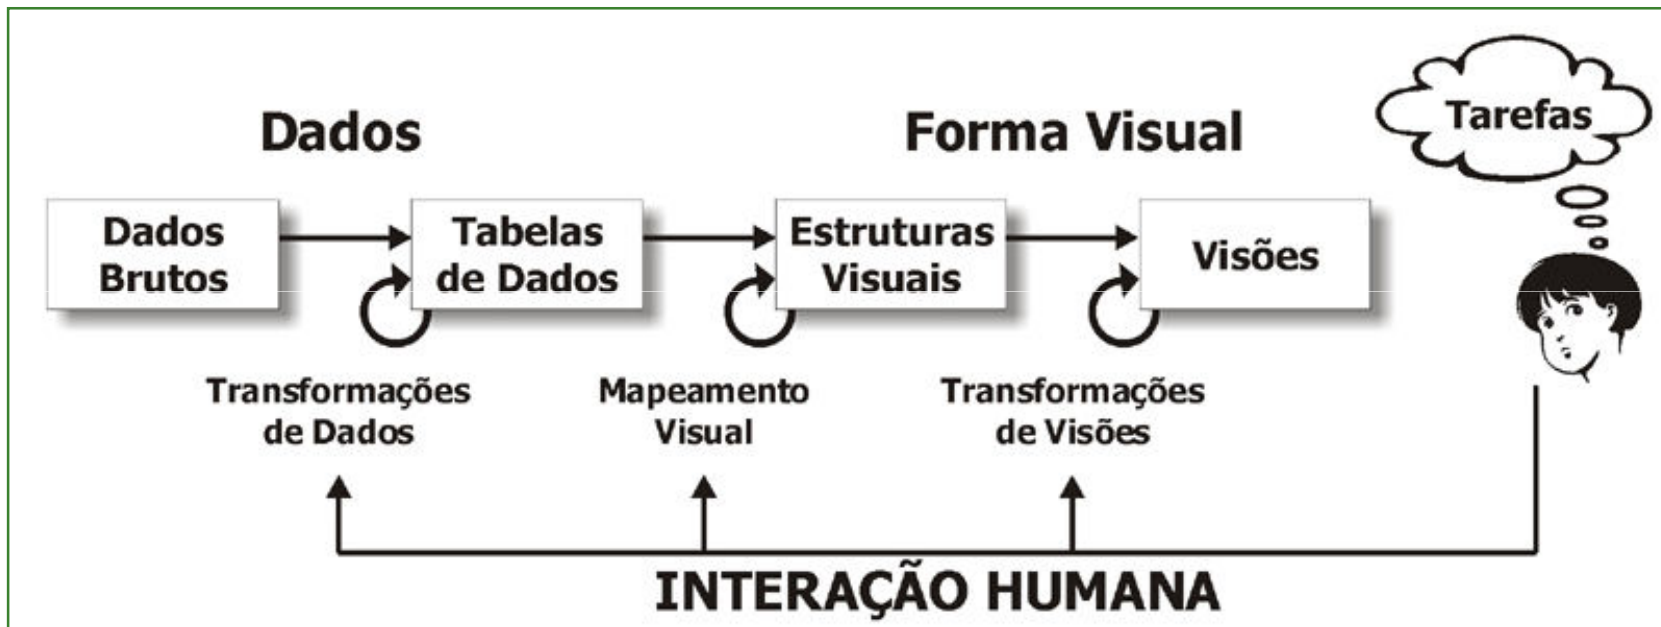 Tarefas
Dados
Forma Visual
Dados
Brutos
Tabelas
de Dados
Estruturas
Visuais
Visões
Transformações
de Dados
Mapeamento
Visual
Transformações
de Visões
INTERAÇÃO HUMANA